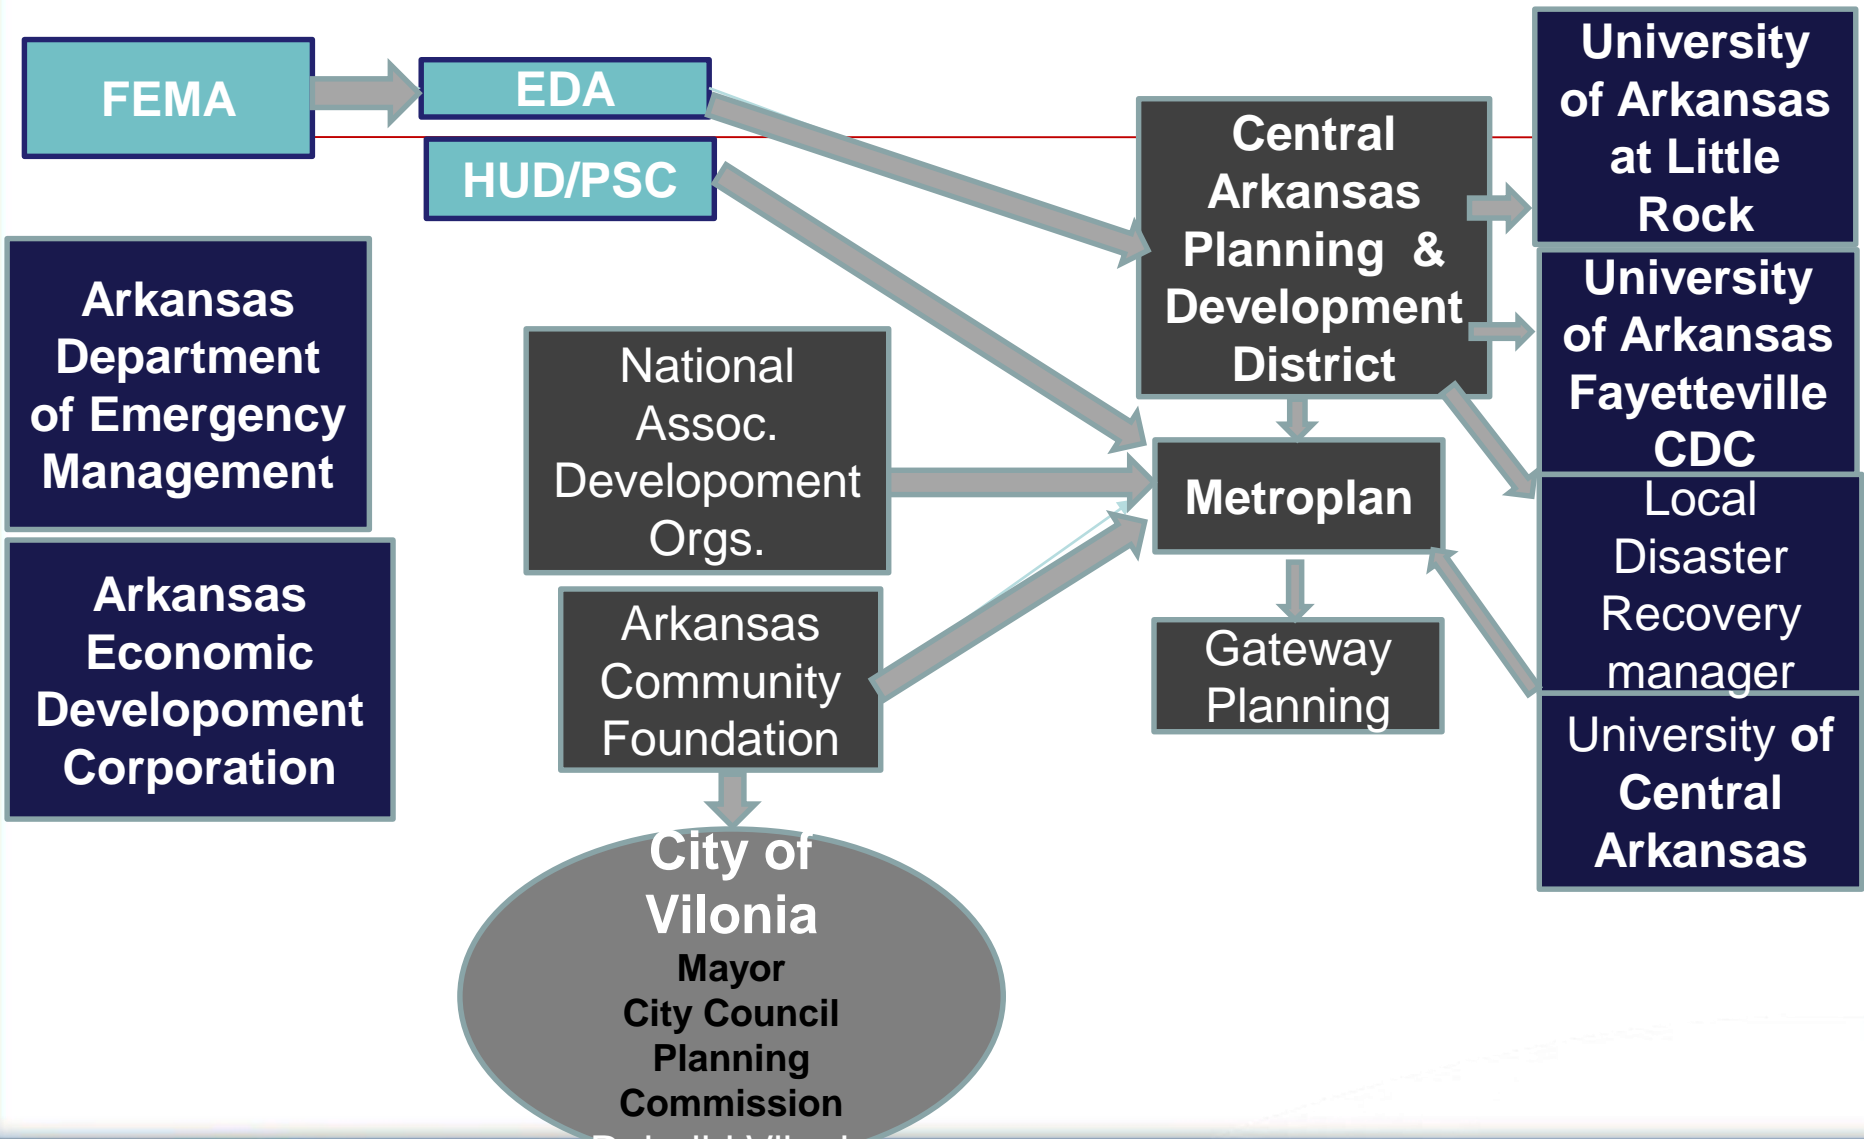 FEMA
EDA
HUD/PSC
Arkansas
Department
of Emergency
Management
Arkansas
Economic
Developoment
Corporation
National
Assoc.
Developoment
Orgs.
Arkansas
Community
Foundation
City of
Vilonia
Mayor
City Council
Planning
Commission
Central
Arkansas
Planning &
Development
District
Metroplan
Gateway
Planning
University
of Arkansas
at Little
Rock
University
of Arkansas
Fayetteville
CDC
Local
Disaster
Recovery
manager
University of
Central
Arkansas